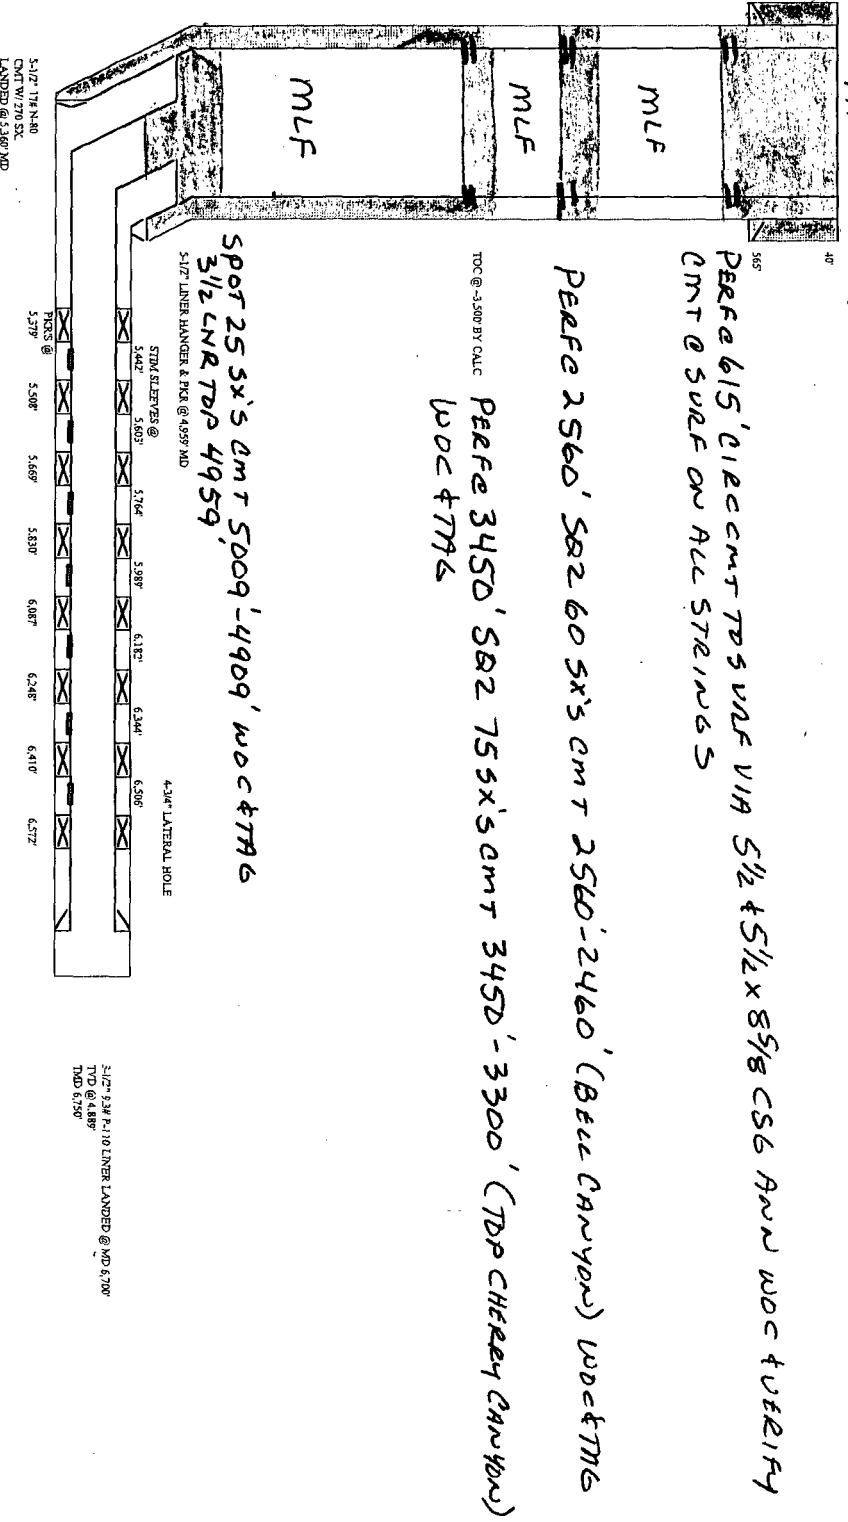 40'
565'
PERF@ 615' CIRC CMT TO SURF VIA 5½ & 5½ x 8⅝ CSG ANN WOC & VERIFY
CMT @ SURF ON ALL STRINGS
MLF
PERF@ 2560' SQZ 60 SX'S CMT 2560'-2460' (BELL CANYON) WOC & TAG
MLF
TOC @ ~3,500' BY CALC
PERF@ 3450' SQZ 75 SX'S CMT 3450'-3300' (TOP CHERRY CANYON)
WOC & TAG
MLF
SPOT 25 SX'S CMT 5009'-4909' WOC & TAG
3½ LNR TOP 4959'
5-1/2" LINER HANGER & PKR @ 4,959' MD
4-3/4" LATERAL HOLE
STIM SLEEVES @
5,442' 5,603' 5,764' 5,989' 6,182' 6,344' 6,506'
PKRS @
5,379' 5,508' 5,669' 5,830' 6,087' 6,248' 6,410' 6,572'
5-1/2" 17# N-80
CMT W/ 270 SX.
LANDED @ 5,360' MD
3-1/2" 9.3# P-110 LINER LANDED @ MD 6,700'
TVD @ 4,889'
TMD 6,750'